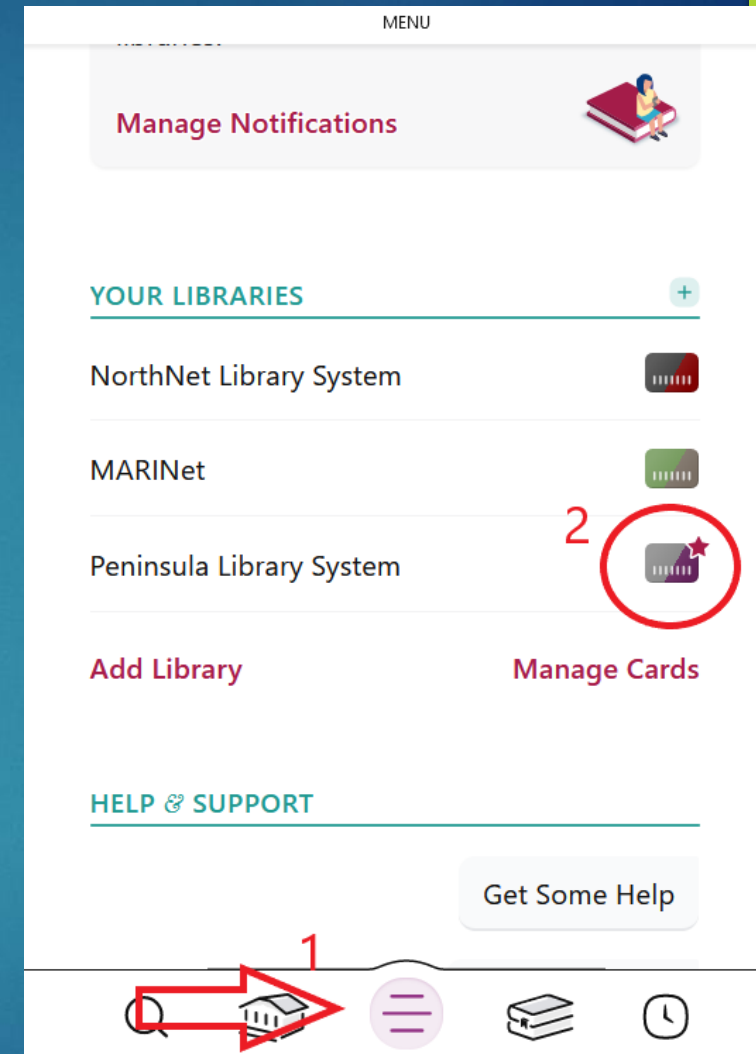 MENU
Manage Notifications
YOUR LIBRARIES +
NorthNet Library System
MARINet
2
Peninsula Library System
Add Library Manage Cards
HELP & SUPPORT
Get Some Help
1